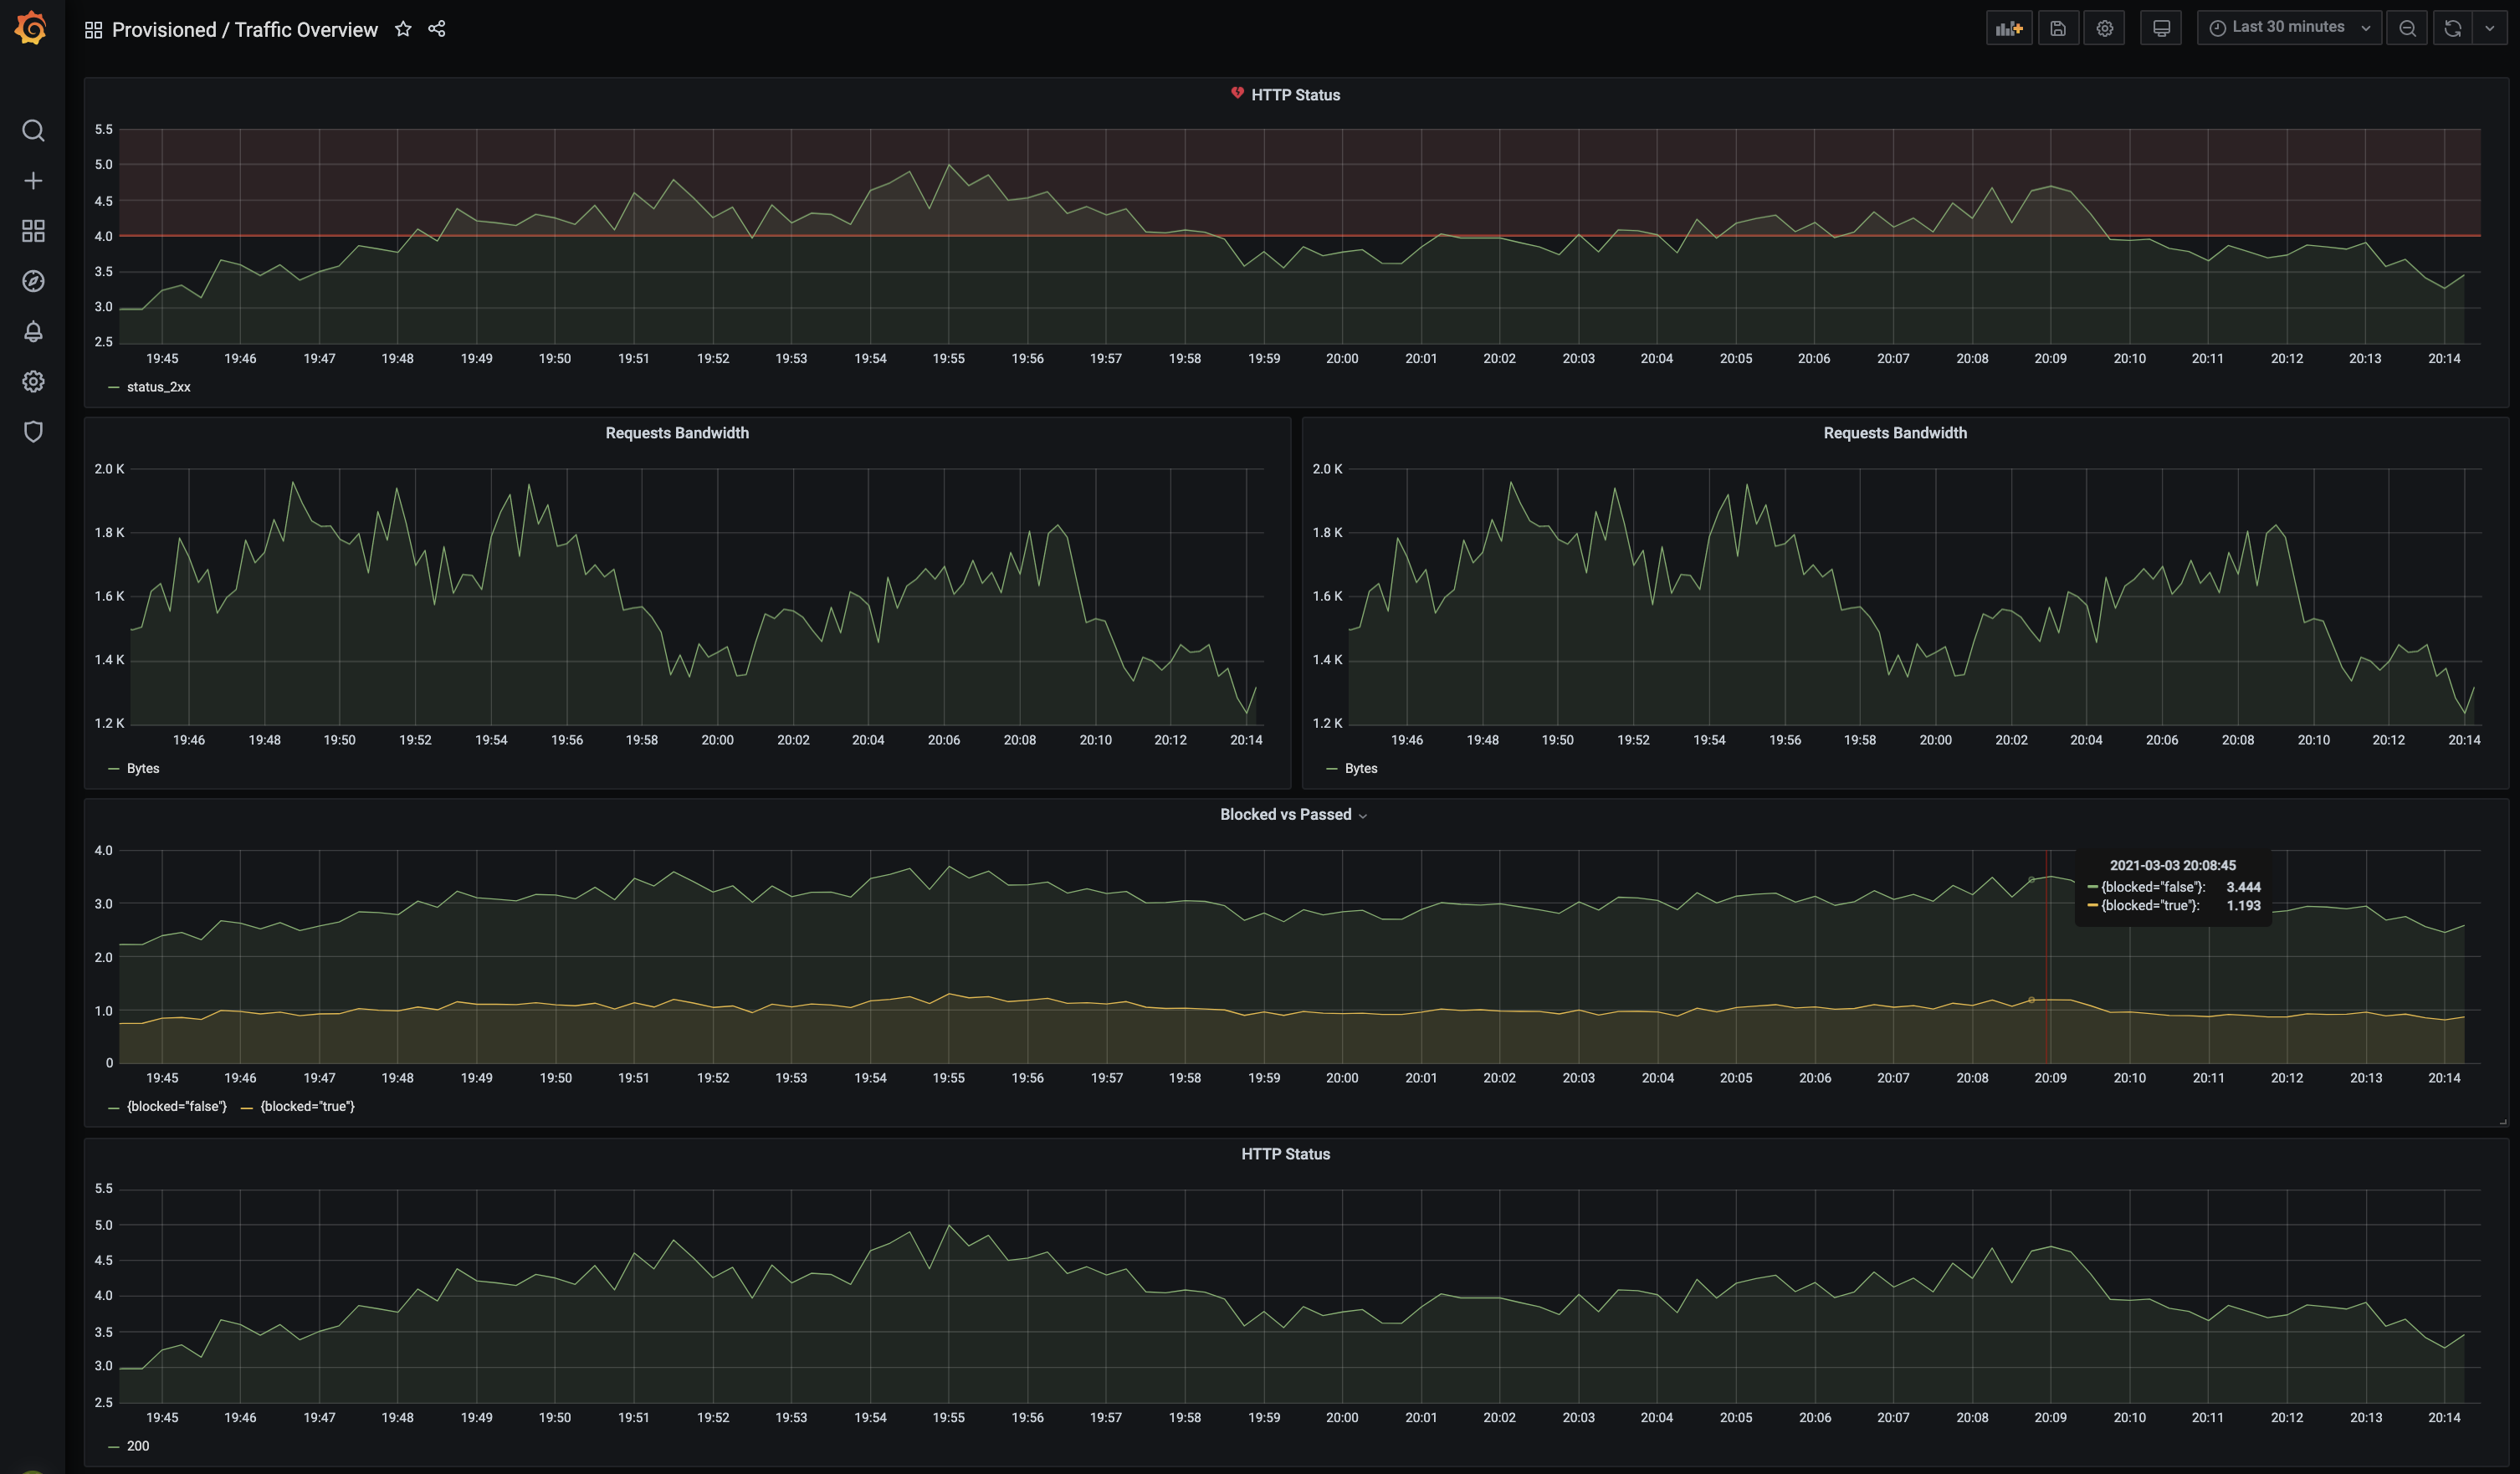 Provisioned / Traffic Overview
Last 30 minutes
HTTP Status
5.5
5.0
4.5
4.0
3.5
3.0
2.5
19:45 19:46 19:47 19:48 19:49 19:50 19:51 19:52 19:53 19:54 19:55 19:56 19:57 19:58 19:59 20:00 20:01 20:02 20:03 20:04 20:05 20:06 20:07 20:08 20:09 20:10 20:11 20:12 20:13 20:14
status_2xx
Requests Bandwidth
2.0 K
1.8 K
1.6 K
1.4 K
1.2 K
19:46 19:48 19:50 19:52 19:54 19:56 19:58 20:00 20:02 20:04 20:06 20:08 20:10 20:12 20:14
Bytes
Requests Bandwidth
2.0 K
1.8 K
1.6 K
1.4 K
1.2 K
19:46 19:48 19:50 19:52 19:54 19:56 19:58 20:00 20:02 20:04 20:06 20:08 20:10 20:12 20:14
Bytes
Blocked vs Passed
4.0
3.0
2.0
1.0
0
2021-03-03 20:08:45
{blocked="false"}: 3.444
{blocked="true"}: 1.193
19:45 19:46 19:47 19:48 19:49 19:50 19:51 19:52 19:53 19:54 19:55 19:56 19:57 19:58 19:59 20:00 20:01 20:02 20:03 20:04 20:05 20:06 20:07 20:08 20:09 20:10 20:11 20:12 20:13 20:14
{blocked="false"} {blocked="true"}
HTTP Status
5.5
5.0
4.5
4.0
3.5
3.0
2.5
19:45 19:46 19:47 19:48 19:49 19:50 19:51 19:52 19:53 19:54 19:55 19:56 19:57 19:58 19:59 20:00 20:01 20:02 20:03 20:04 20:05 20:06 20:07 20:08 20:09 20:10 20:11 20:12 20:13 20:14
200